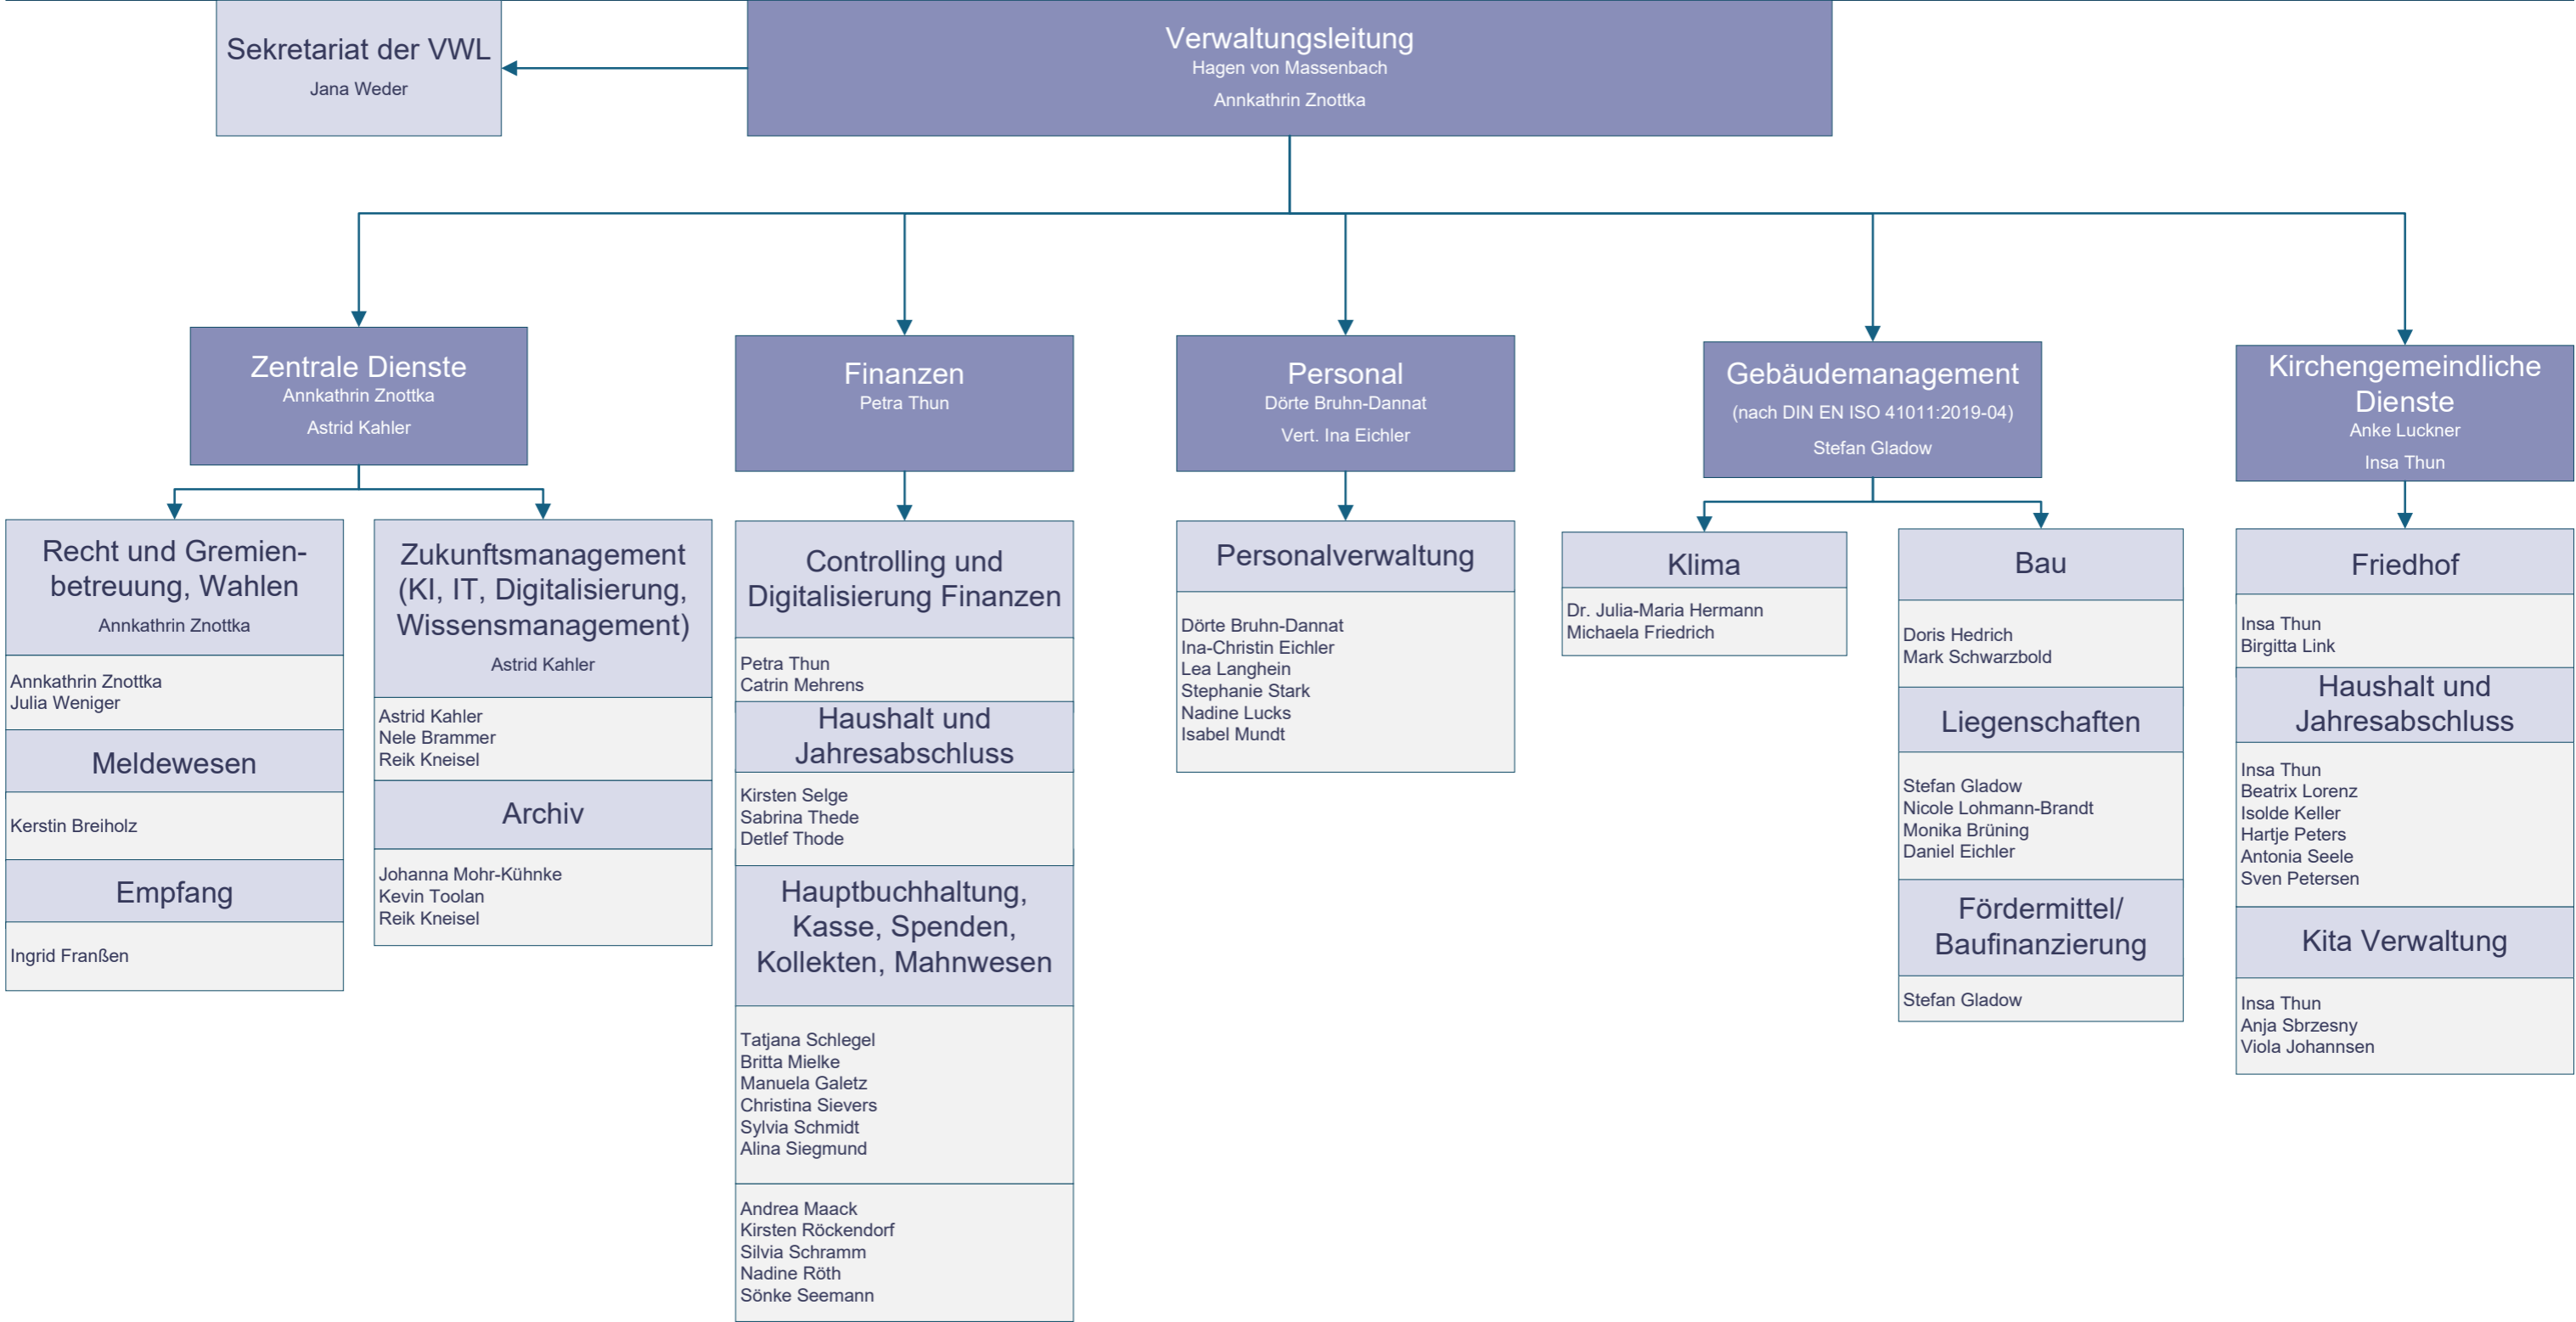 Sekretariat der VWL
Jana Weder
Verwaltungsleitung
Hagen von Massenbach
Annkathrin Znottka
Zentrale Dienste
Annkathrin Znottka
Astrid Kahler
Finanzen
Petra Thun
Personal
Dörte Bruhn-Dannat
Vert. Ina Eichler
Gebäudemanagement
(nach DIN EN ISO 41011:2019-04)
Stefan Gladow
Kirchengemeindliche
Dienste
Anke Luckner
Insa Thun
Recht und Gremien-
betreuung, Wahlen
Annkathrin Znottka
Annkathrin Znottka
Julia Weniger
Meldewesen
Kerstin Breiholz
Empfang
Ingrid Franßen
Zukunftsmanagement
(KI, IT, Digitalisierung,
Wissensmanagement)
Astrid Kahler
Astrid Kahler
Nele Brammer
Reik Kneisel
Archiv
Johanna Mohr-Kühnke
Kevin Toolan
Reik Kneisel
Controlling und
Digitalisierung Finanzen
Petra Thun
Catrin Mehrens
Haushalt und
Jahresabschluss
Kirsten Selge
Sabrina Thede
Detlef Thode
Hauptbuchhaltung,
Kasse, Spenden,
Kollekten, Mahnwesen
Tatjana Schlegel
Britta Mielke
Manuela Galetz
Christina Sievers
Sylvia Schmidt
Alina Siegmund
Andrea Maack
Kirsten Röckendorf
Silvia Schramm
Nadine Röth
Sönke Seemann
Personalverwaltung
Dörte Bruhn-Dannat
Ina-Christin Eichler
Lea Langhein
Stephanie Stark
Nadine Lucks
Isabel Mundt
Klima
Dr. Julia-Maria Hermann
Michaela Friedrich
Bau
Doris Hedrich
Mark Schwarzbold
Liegenschaften
Stefan Gladow
Nicole Lohmann-Brandt
Monika Brüning
Daniel Eichler
Fördermittel/
Baufinanzierung
Stefan Gladow
Friedhof
Insa Thun
Birgitta Link
Haushalt und
Jahresabschluss
Insa Thun
Beatrix Lorenz
Isolde Keller
Hartje Peters
Antonia Seele
Sven Petersen
Kita Verwaltung
Insa Thun
Anja Sbrzesny
Viola Johannsen